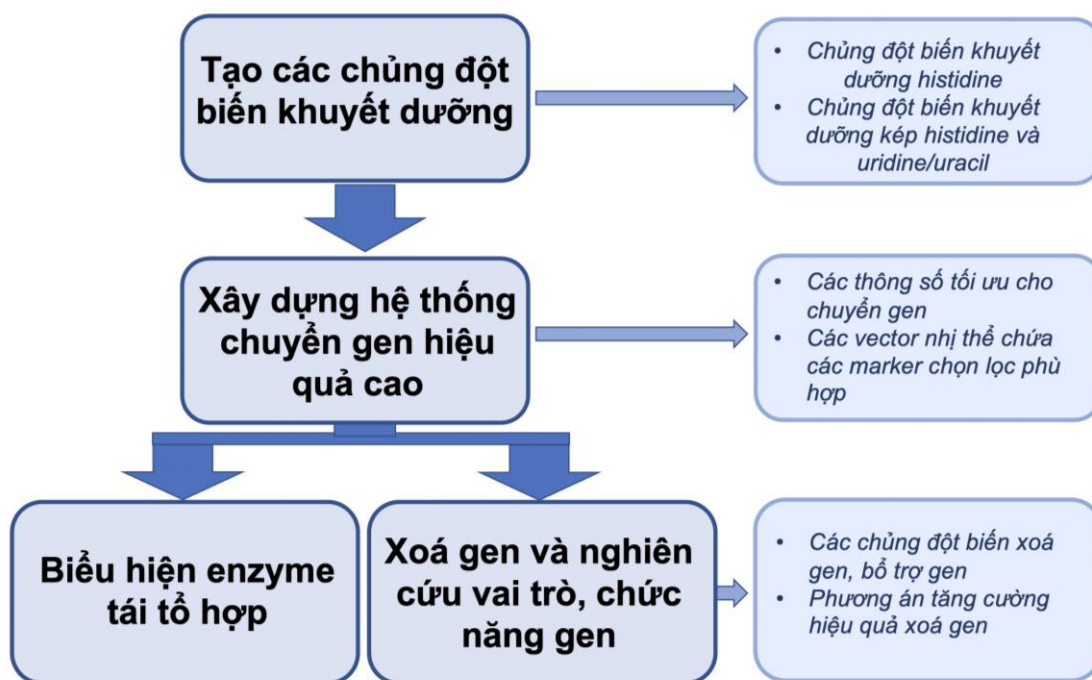 Tạo các chủng đột
biến khuyết dưỡng
• Chủng đột biến khuyết
dưỡng histidine
• Chủng đột biến khuyết
dưỡng kép histidine và
uridine/uracil
Xây dựng hệ thống
chuyển gen hiệu
quả cao
• Các thông số tối ưu cho
chuyển gen
• Các vector nhị thể chứa
các marker chọn lọc phù
hợp
Biểu hiện enzyme
tái tổ hợp
Xoá gen và nghiên
cứu vai trò, chức
năng gen
• Các chủng đột biến xoá
gen, bổ trợ gen
• Phương án tăng cường
hiệu quả xoá gen